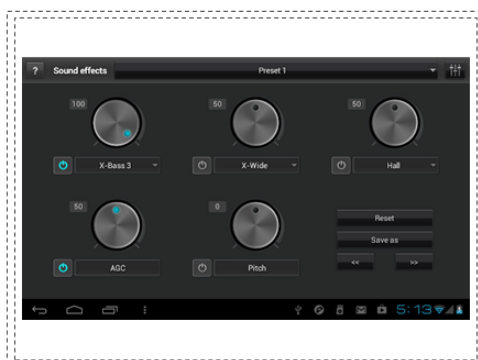 ? Sound effects Preset 1
100 50 50
X-Bass 3 X-Wide Hall
50 0
Reset
Save as
<< >>
AGC Pitch
5:13